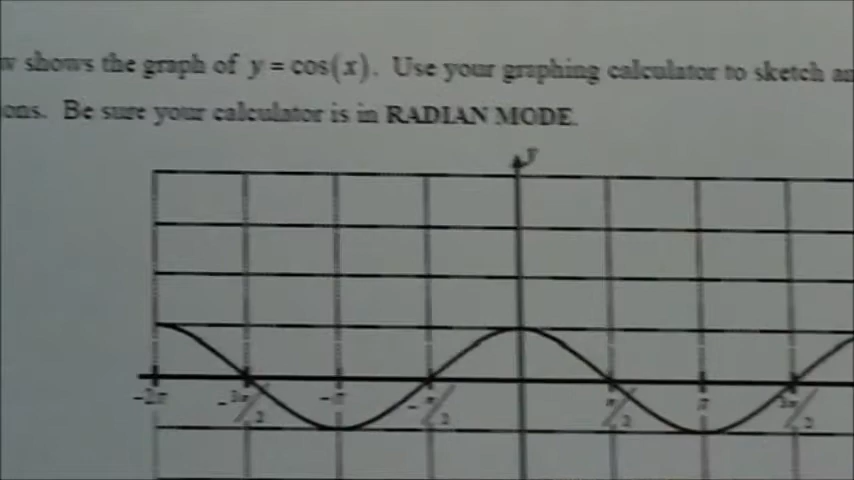 w shows the graph of y = cos(x). Use your graphing calculator to sketch an
ons. Be sure your calculator is in RADIAN MODE.
y
-2π -3π/2 -π -π/2 π/2 π 3π/2